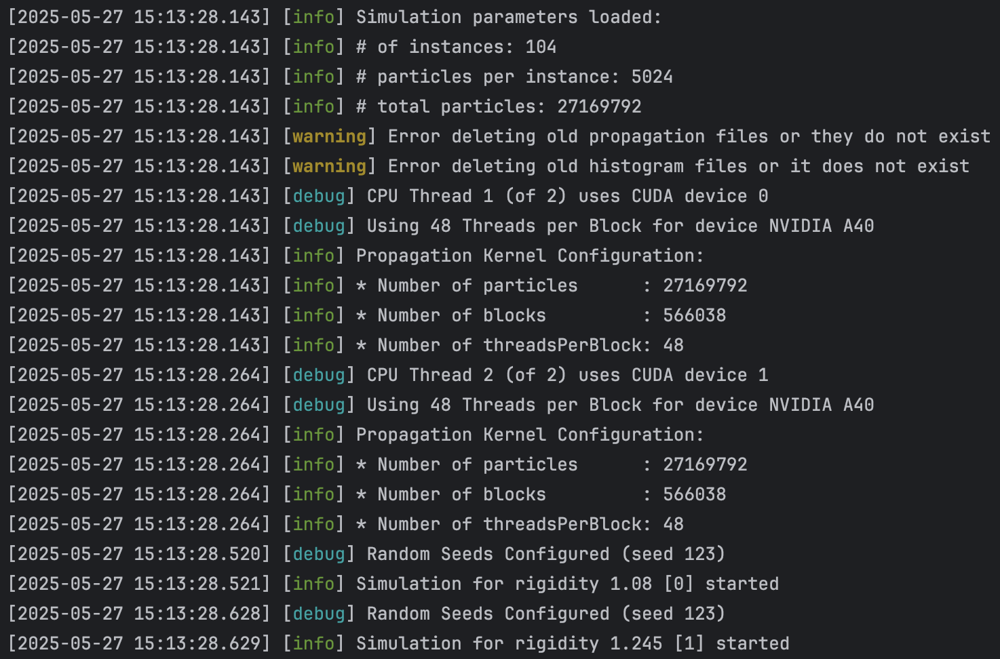 [2025-05-27 15:13:28.143] [info] Simulation parameters loaded:
[2025-05-27 15:13:28.143] [info] # of instances: 104
[2025-05-27 15:13:28.143] [info] # particles per instance: 5024
[2025-05-27 15:13:28.143] [info] # total particles: 27169792
[2025-05-27 15:13:28.143] [warning] Error deleting old propagation files or they do not exist
[2025-05-27 15:13:28.143] [warning] Error deleting old histogram files or it does not exist
[2025-05-27 15:13:28.143] [debug] CPU Thread 1 (of 2) uses CUDA device 0
[2025-05-27 15:13:28.143] [debug] Using 48 Threads per Block for device NVIDIA A40
[2025-05-27 15:13:28.143] [info] Propagation Kernel Configuration:
[2025-05-27 15:13:28.143] [info] * Number of particles      : 27169792
[2025-05-27 15:13:28.143] [info] * Number of blocks         : 566038
[2025-05-27 15:13:28.143] [info] * Number of threadsPerBlock: 48
[2025-05-27 15:13:28.264] [debug] CPU Thread 2 (of 2) uses CUDA device 1
[2025-05-27 15:13:28.264] [debug] Using 48 Threads per Block for device NVIDIA A40
[2025-05-27 15:13:28.264] [info] Propagation Kernel Configuration:
[2025-05-27 15:13:28.264] [info] * Number of particles      : 27169792
[2025-05-27 15:13:28.264] [info] * Number of blocks         : 566038
[2025-05-27 15:13:28.264] [info] * Number of threadsPerBlock: 48
[2025-05-27 15:13:28.520] [debug] Random Seeds Configured (seed 123)
[2025-05-27 15:13:28.521] [info] Simulation for rigidity 1.08 [0] started
[2025-05-27 15:13:28.628] [debug] Random Seeds Configured (seed 123)
[2025-05-27 15:13:28.629] [info] Simulation for rigidity 1.245 [1] started